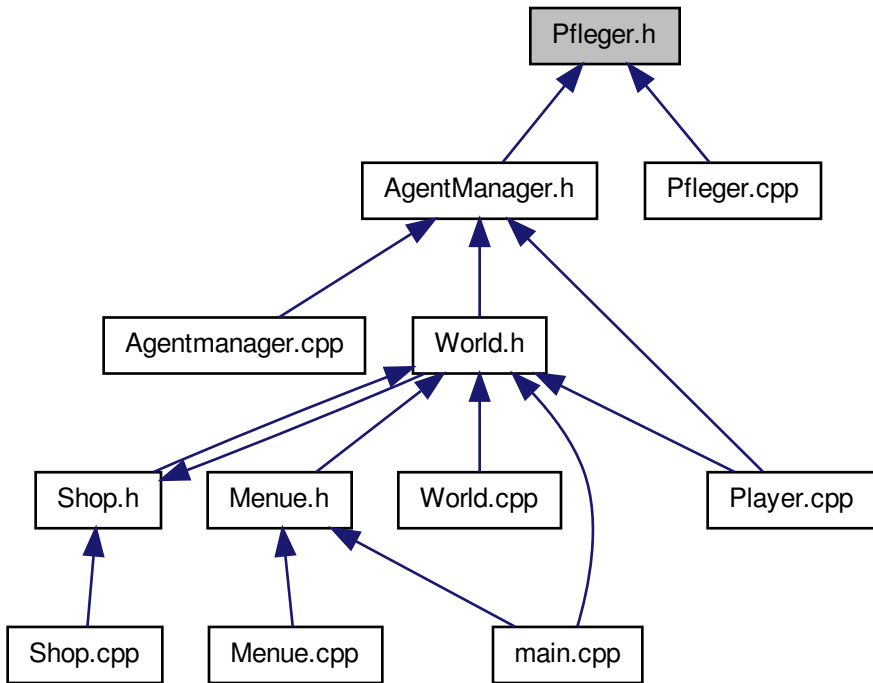 Pfleger.h
AgentManager.h
Pfleger.cpp
Agentmanager.cpp
World.h
Shop.h
Menue.h
World.cpp
Player.cpp
Shop.cpp
Menue.cpp
main.cpp